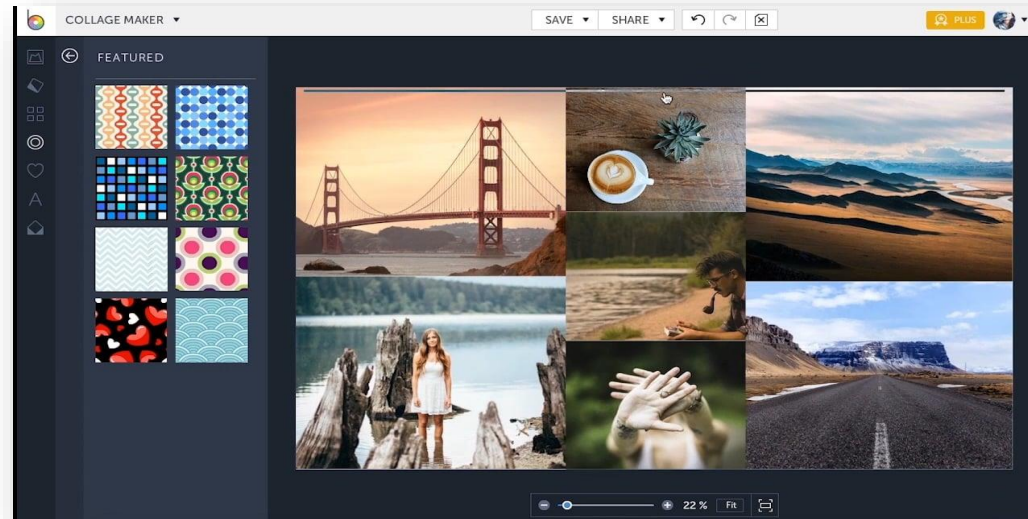 COLLAGE MAKER
SAVE
SHARE
PLUS
FEATURED
A
22 %
Fit